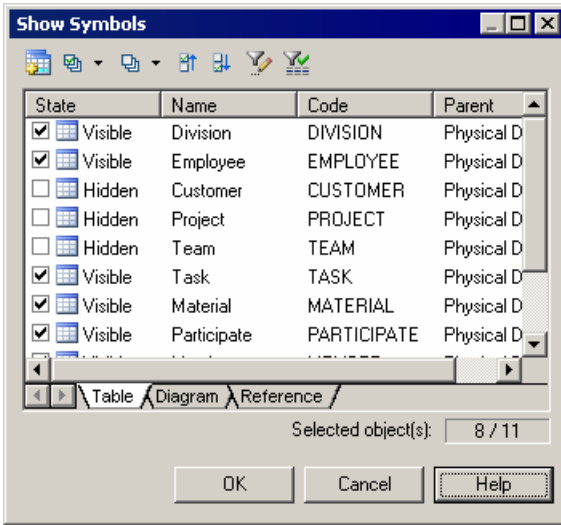 Show Symbols
State Name Code Parent
Visible Division DIVISION Physical D
Visible Employee EMPLOYEE Physical D
Hidden Customer CUSTOMER Physical D
Hidden Project PROJECT Physical D
Hidden Team TEAM Physical D
Visible Task TASK Physical D
Visible Material MATERIAL Physical D
Visible Participate PARTICIPATE Physical D
Table Diagram Reference
Selected object(s): 8 / 11
OK Cancel Help